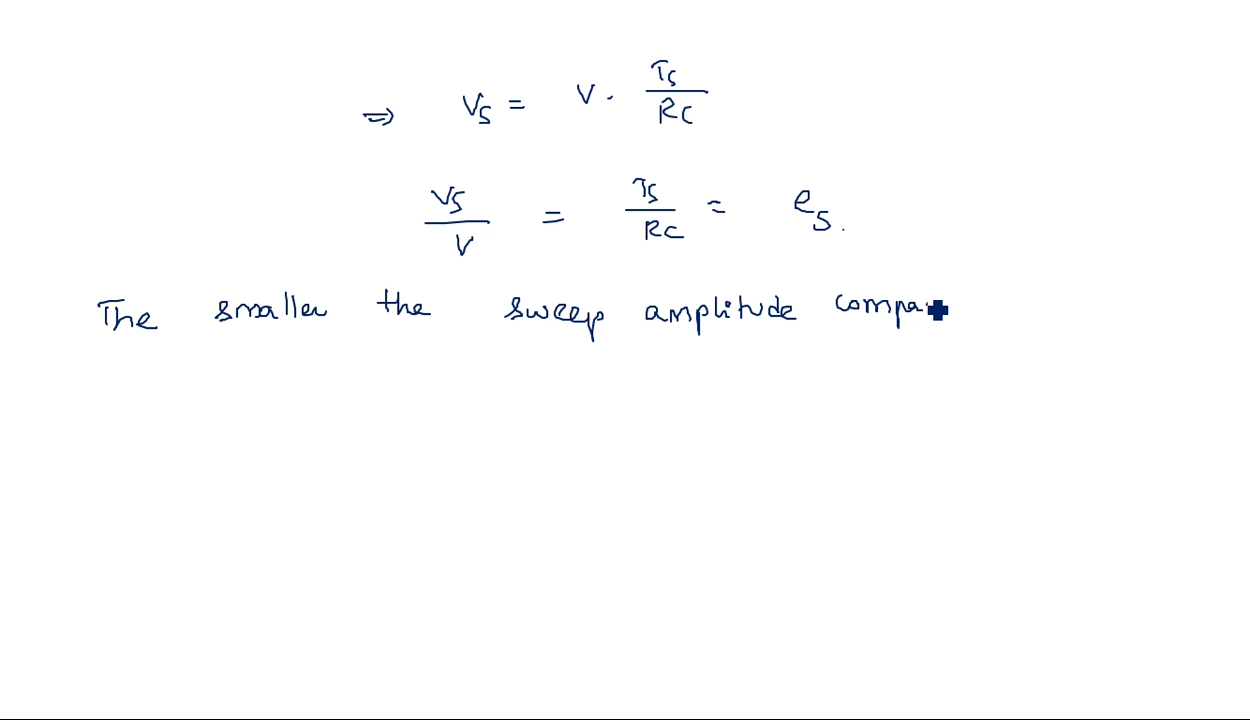 ⇒ Vs = V · Ts/RC
Vs/V = Ts/RC = es.
The smaller the sweep amplitude compa